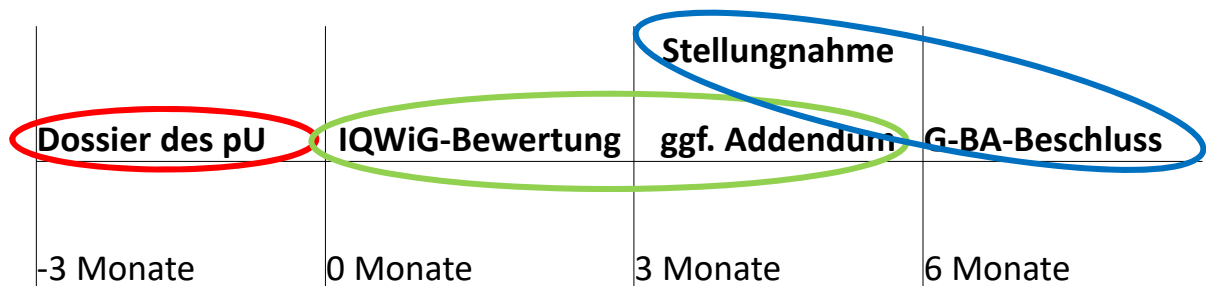 Stellungnahme
Dossier des pU IQWiG-Bewertung ggf. Addendum G-BA-Beschluss
-3 Monate 0 Monate 3 Monate 6 Monate